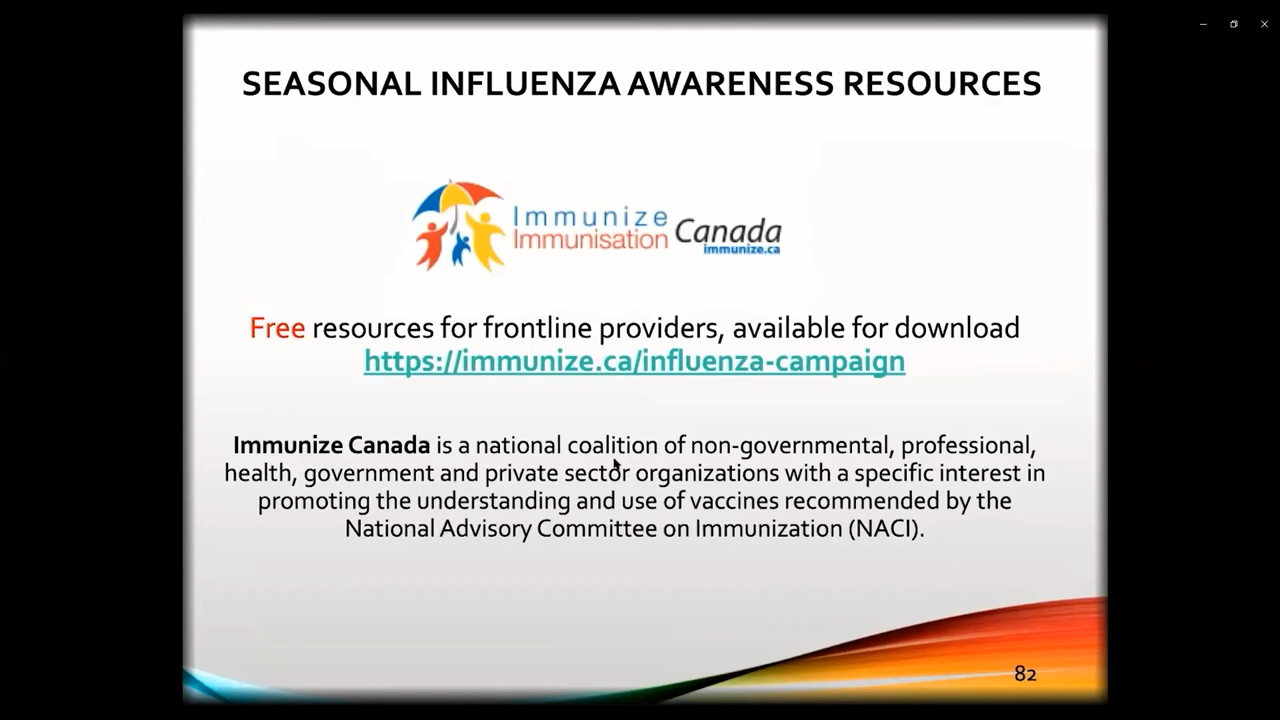 SEASONAL INFLUENZA AWARENESS RESOURCES
Immunize
Immunisation Canada
immunize.ca
Free resources for frontline providers, available for download
https://immunize.ca/influenza-campaign
Immunize Canada is a national coalition of non-governmental, professional,
health, government and private sector organizations with a specific interest in
promoting the understanding and use of vaccines recommended by the
National Advisory Committee on Immunization (NACI).
82